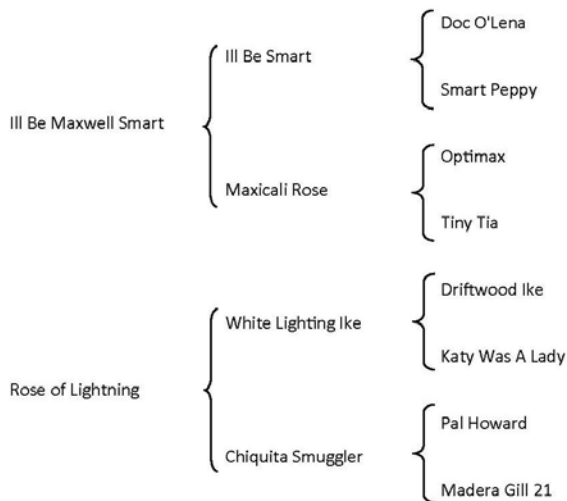 Doc O'Lena
Ill Be Smart
Smart Peppy
Ill Be Maxwell Smart
Optimax
Maxicali Rose
Tiny Tia
Driftwood Ike
White Lighting Ike
Katy Was A Lady
Rose of Lightning
Pal Howard
Chiquita Smuggler
Madera Gill 21